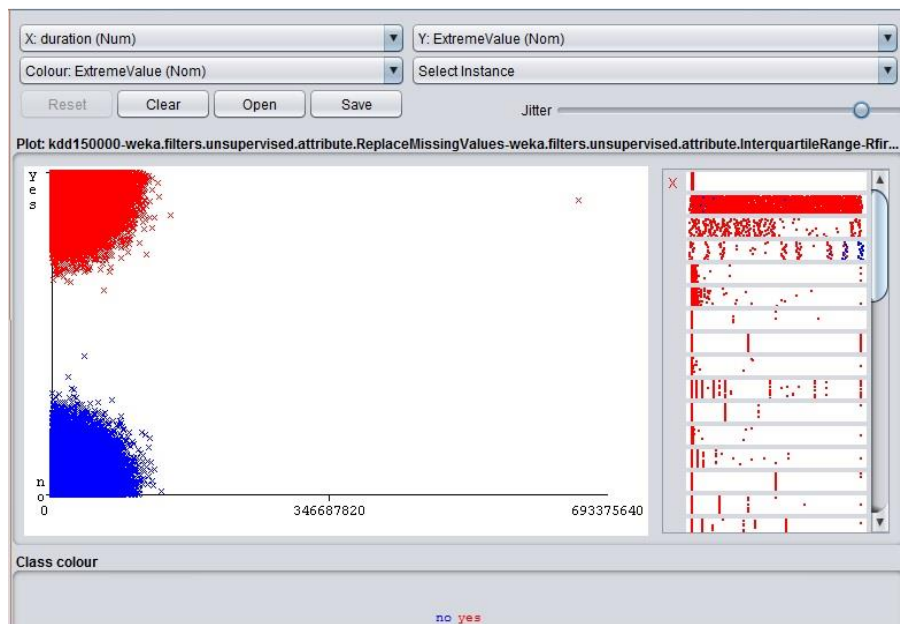 X: duration (Num) Y: ExtremeValue (Nom)
Colour: ExtremeValue (Nom) Select Instance
Reset Clear Open Save Jitter
Plot: kdd150000-weka.filters.unsupervised.attribute.ReplaceMissingValues-weka.filters.unsupervised.attribute.InterquartileRange-Rfir...
yes
X
no
0 346687820 693375640
Class colour
no yes